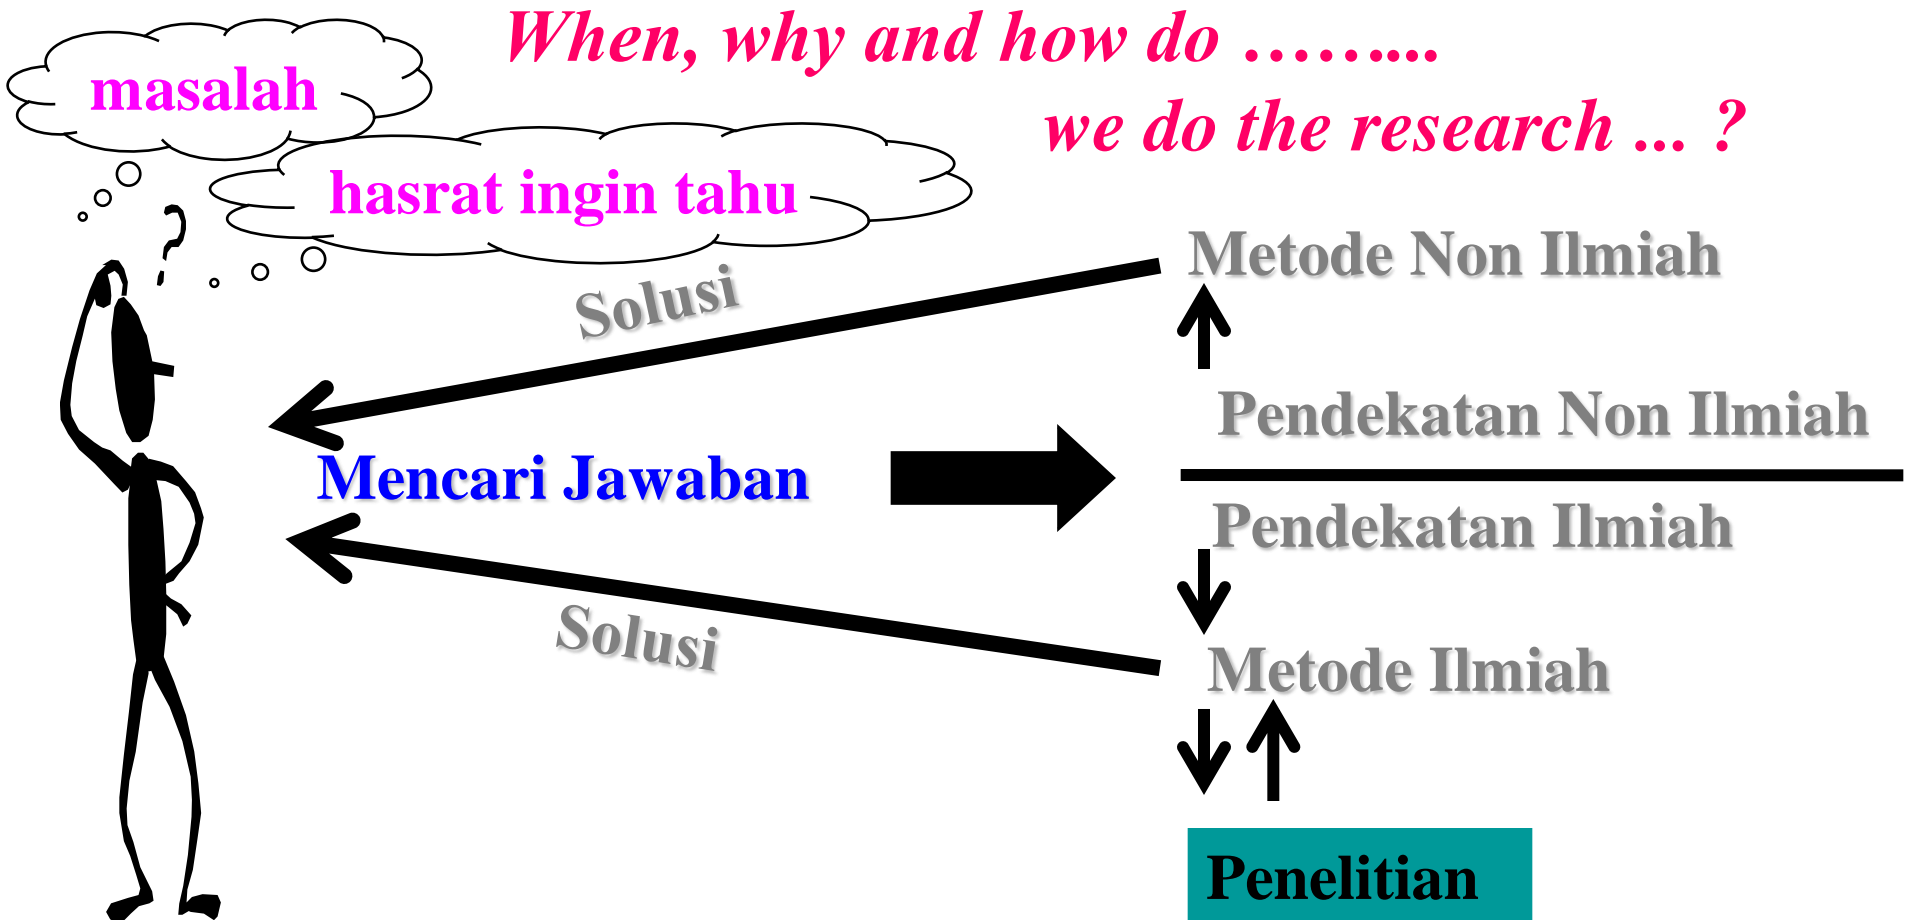 When, why and how do ……....
we do the research ... ?
masalah
?
hasrat ingin tahu
Metode Non Ilmiah
Solusi
Pendekatan Non Ilmiah
Mencari Jawaban
Pendekatan Ilmiah
Solusi
Metode Ilmiah
Penelitian